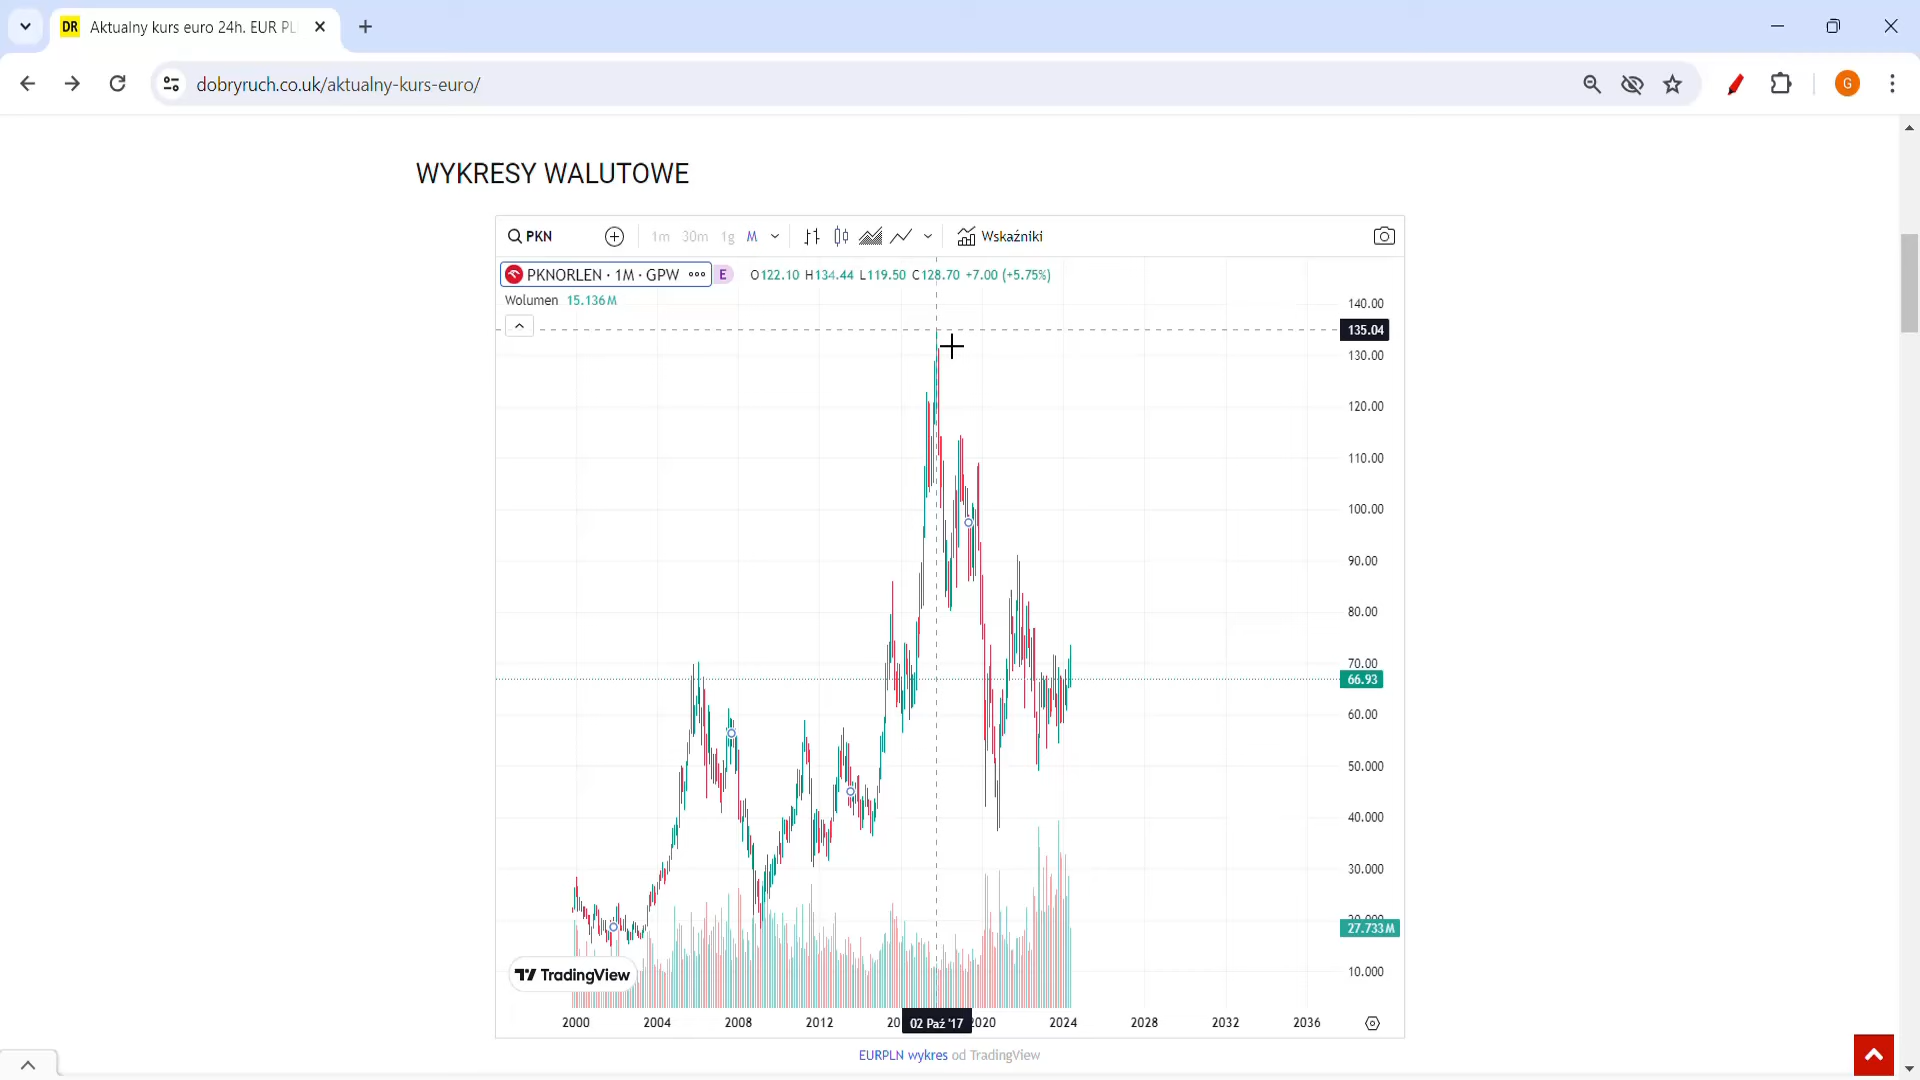 DR Aktualny kurs euro 24h. EUR PL
dobryruch.co.uk/aktualny-kurs-euro/
G
WYKRESY WALUTOWE
PKN 1m 30m 1g M Wskaźniki
PKNORLEN · 1M · GPW E O122.10 H134.44 L119.50 C128.70 +7.00 (+5.75%)
Wolumen 15.136M
140.00
135.04
130.00
120.00
110.00
100.00
90.00
80.00
70.00
66.93
60.00
50.000
40.000
30.000
20.000
27.733M
10.000
TradingView
2000 2004 2008 2012 20 02 Paź '17 2020 2024 2028 2032 2036
EURPLN wykres od TradingView